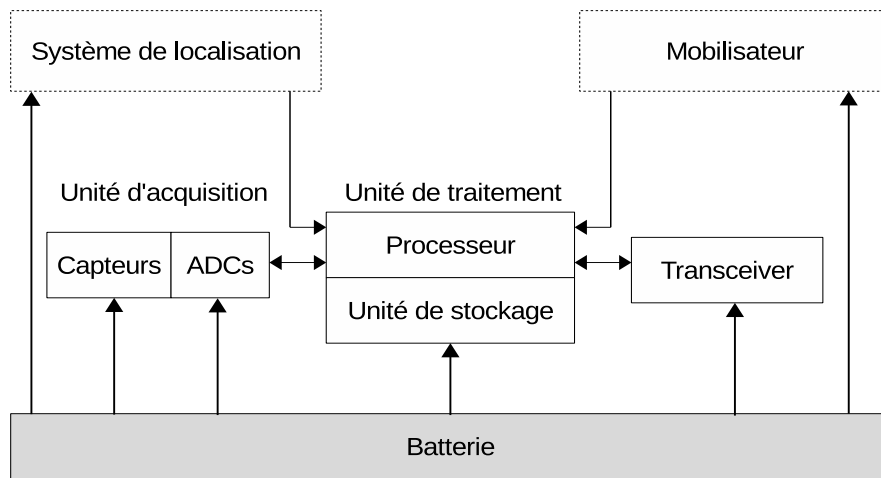 Système de localisation
Mobilisateur
Unité d'acquisition
Unité de traitement
Capteurs
ADCs
Processeur
Unité de stockage
Transceiver
Batterie